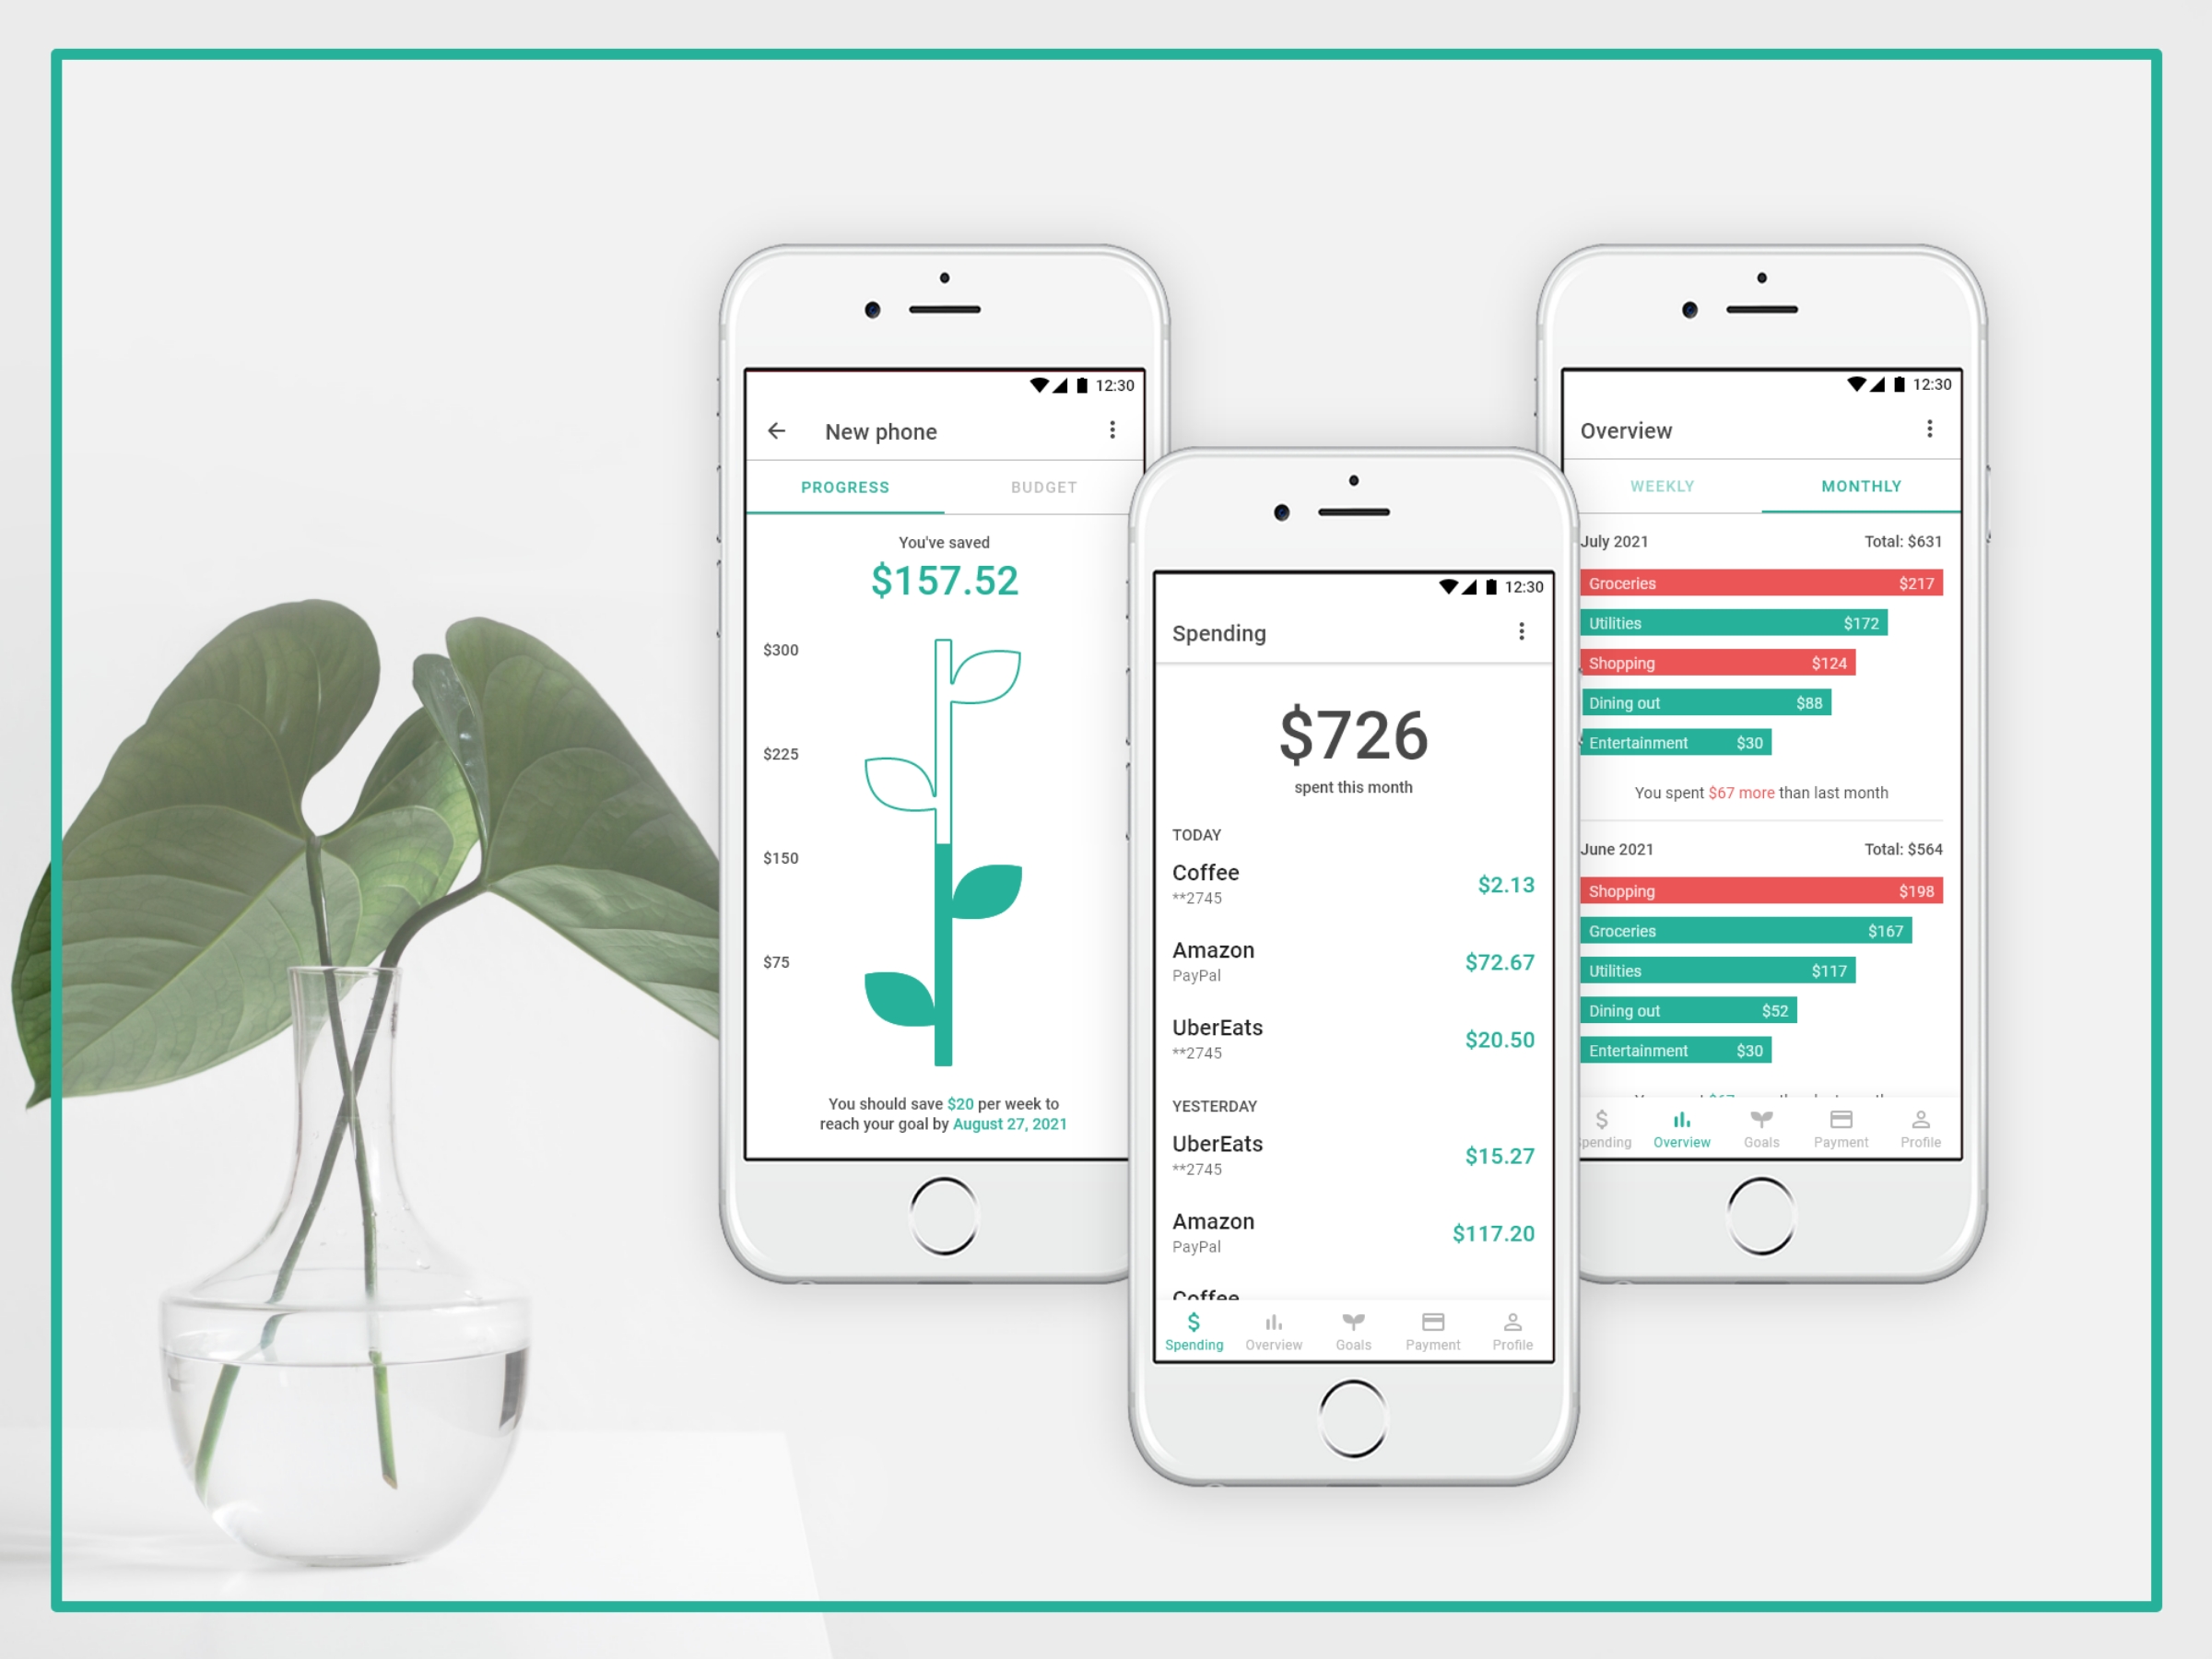 12:30
New phone
PROGRESS BUDGET
You've saved
$157.52
$300
$225
$150
$75
You should save $20 per week to
reach your goal by August 27, 2021
12:30
Spending
$726
spent this month
TODAY
Coffee $2.13
**2745
Amazon $72.67
PayPal
UberEats $20.50
**2745
YESTERDAY
UberEats $15.27
**2745
Amazon $117.20
PayPal
Coffee
Spending Overview Goals Payment Profile
12:30
Overview
WEEKLY MONTHLY
July 2021 Total: $631
Groceries $217
Utilities $172
Shopping $124
Dining out $88
Entertainment $30
You spent $67 more than last month
June 2021 Total: $564
Shopping $198
Groceries $167
Utilities $117
Dining out $52
Entertainment $30
pending Overview Goals Payment Profile